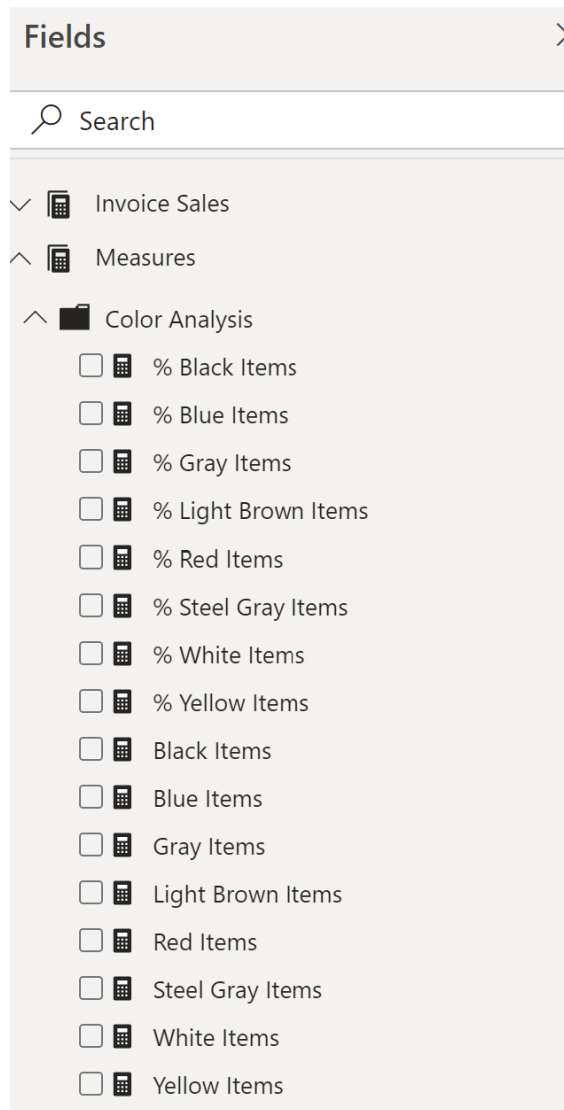 Fields
Search
Invoice Sales
Measures
Color Analysis
% Black Items
% Blue Items
% Gray Items
% Light Brown Items
% Red Items
% Steel Gray Items
% White Items
% Yellow Items
Black Items
Blue Items
Gray Items
Light Brown Items
Red Items
Steel Gray Items
White Items
Yellow Items